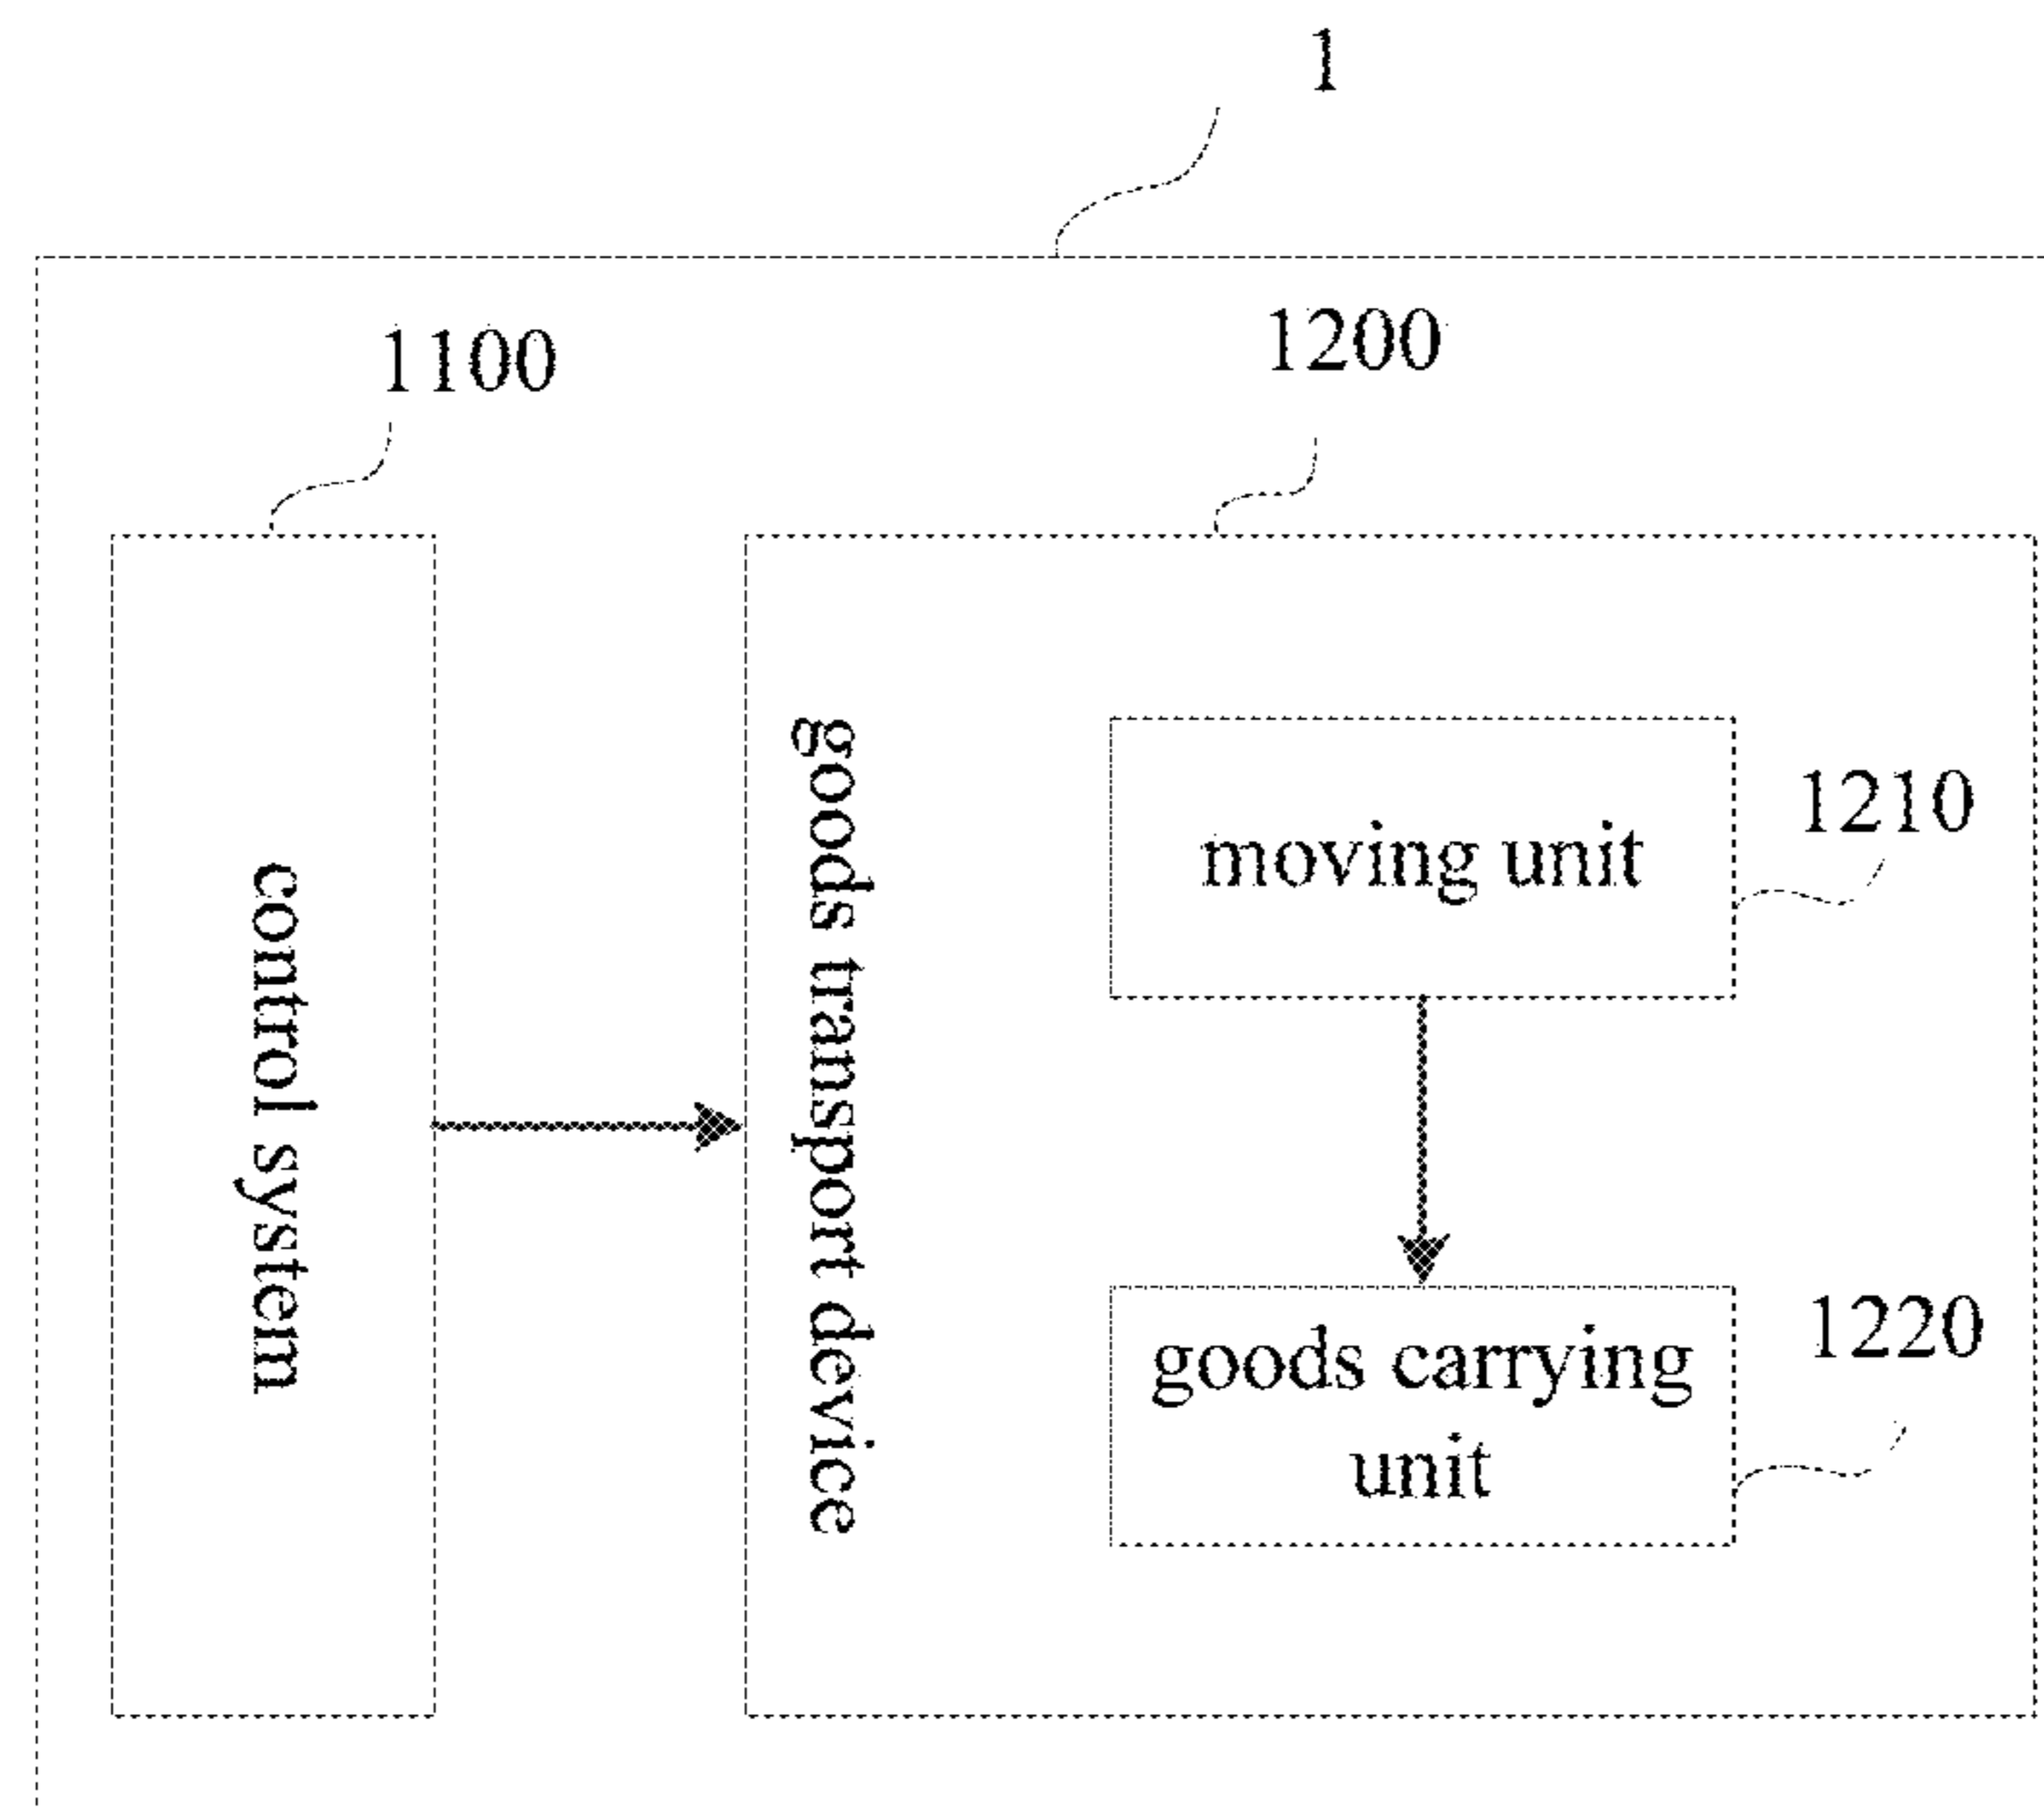 1
1100
1200
control system
goods transport device
moving unit
1210
goods carrying
unit
1220